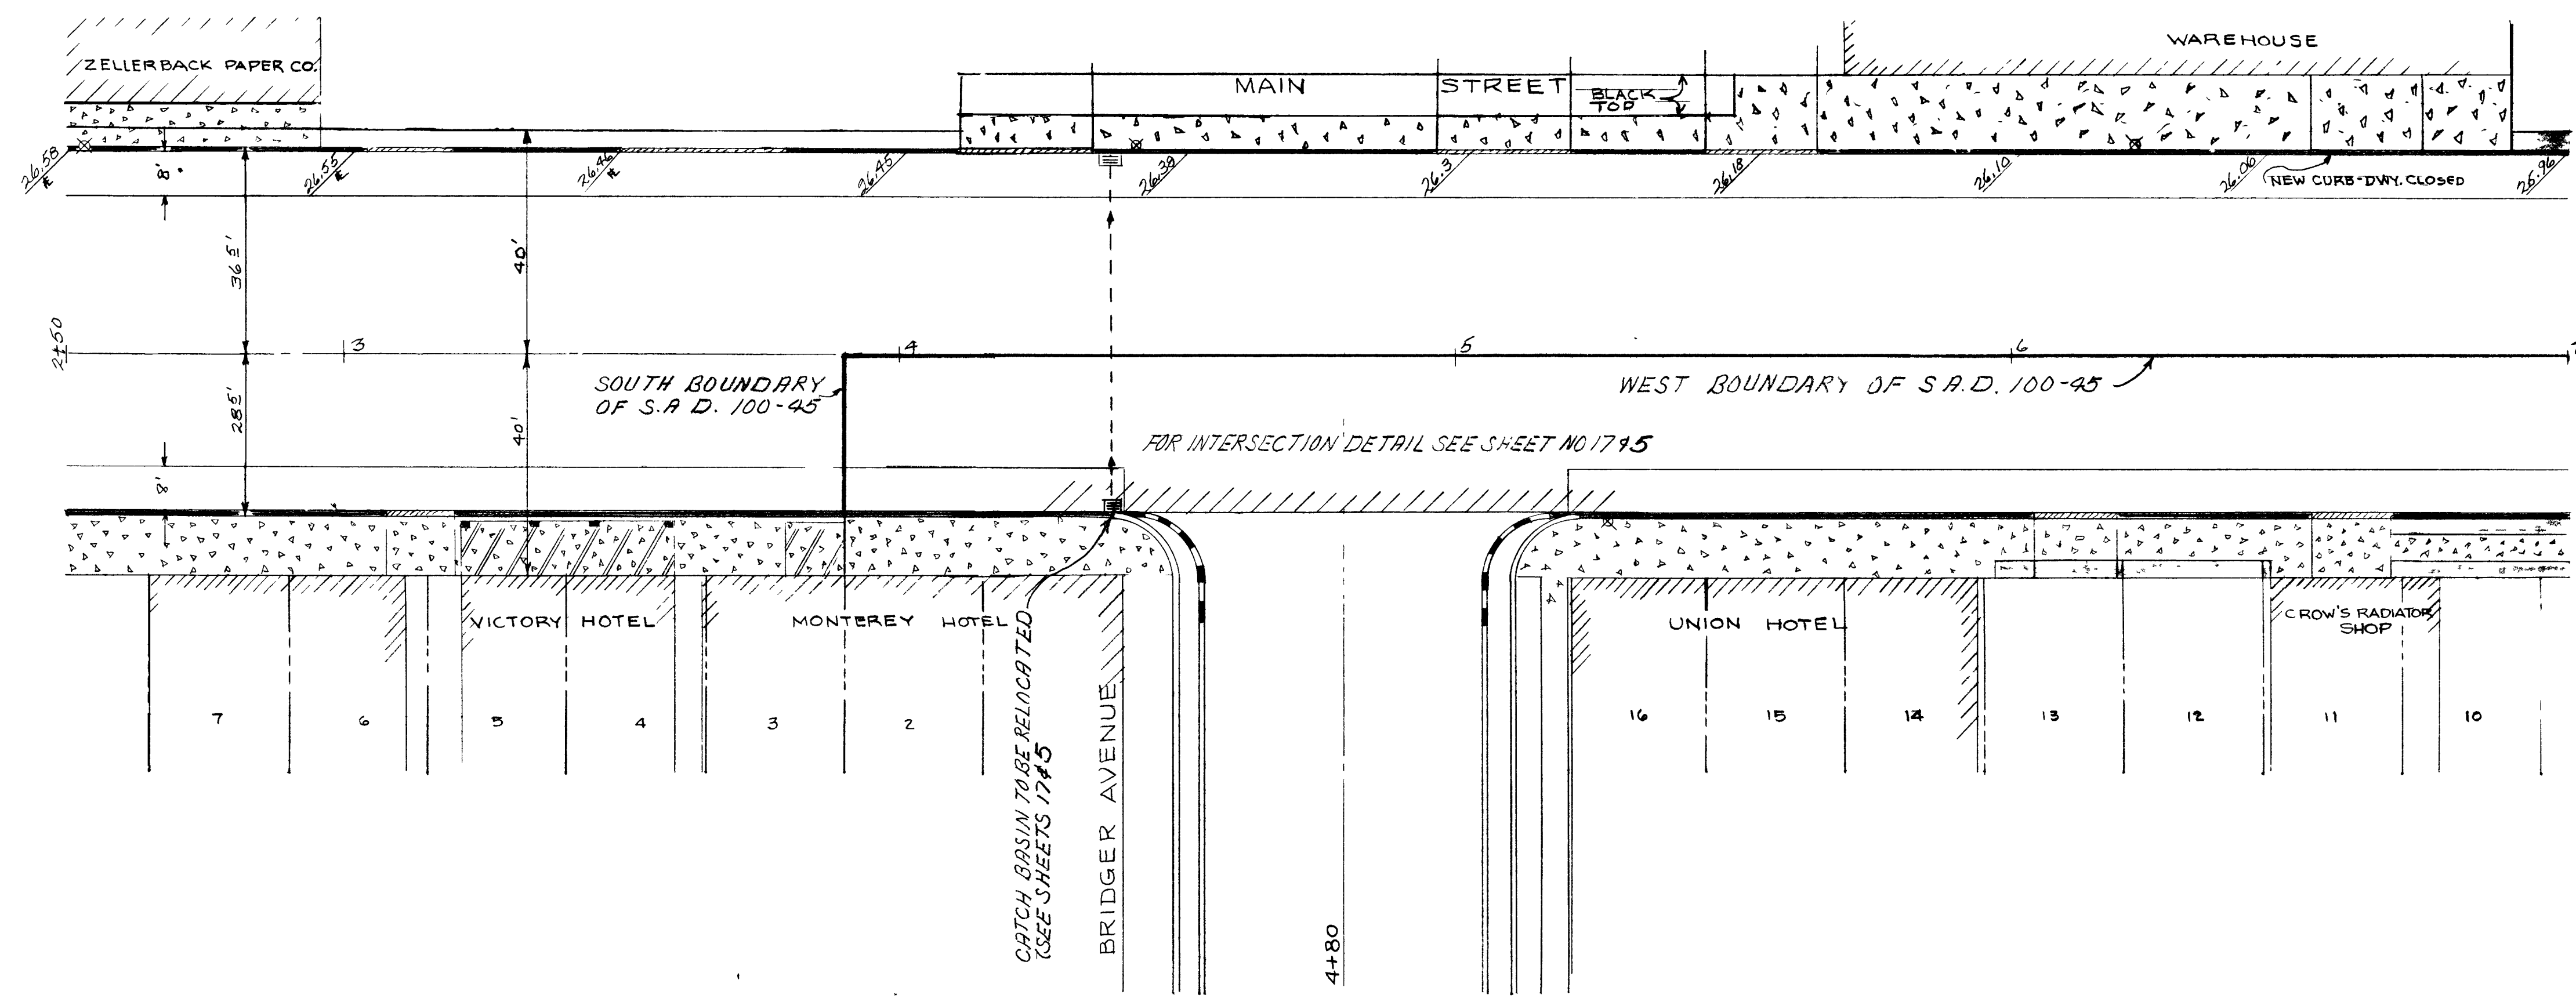 ZELLERBACK PAPER CO.
MAIN STREET
BLACK
TOP
WAREHOUSE
26.58
26.55
26.46
26.45
26.39
26.3
26.18
26.10
26.06
25.96
NEW CURB-DWY. CLOSED
8'
36 5'
40'
2+50
3
4
5
6
SOUTH BOUNDARY
OF S.A D. 100-45
WEST BOUNDARY OF S A.D. 100-45
28 5'
40'
8'
FOR INTERSECTION DETAIL SEE SHEET NO 17 & 5
VICTORY HOTEL
MONTEREY HOTEL
UNION HOTEL
CROW'S RADIATOR
SHOP
7
6
5
4
3
2
16
15
14
13
12
11
10
CATCH BASIN TO BE RELOCATED
(SEE SHEETS 17 & 5
BRIDGER AVENUE
4+80